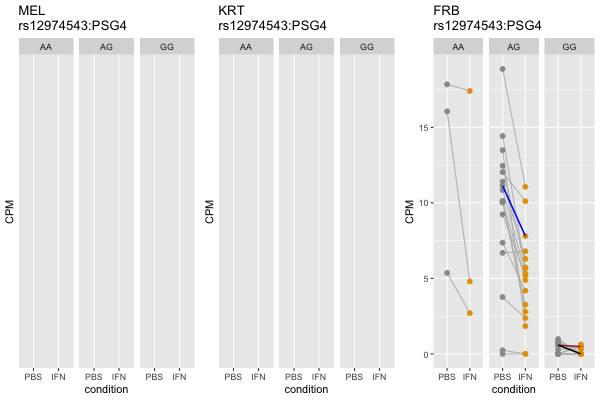 MEL
rs12974543:PSG4
AA AG GG
CPM
PBS IFN PBS IFN PBS IFN
condition
KRT
rs12974543:PSG4
AA AG GG
CPM
PBS IFN PBS IFN PBS IFN
condition
FRB
rs12974543:PSG4
AA AG GG
15
10
5
0
CPM
PBS IFN PBS IFN PBS IFN
condition